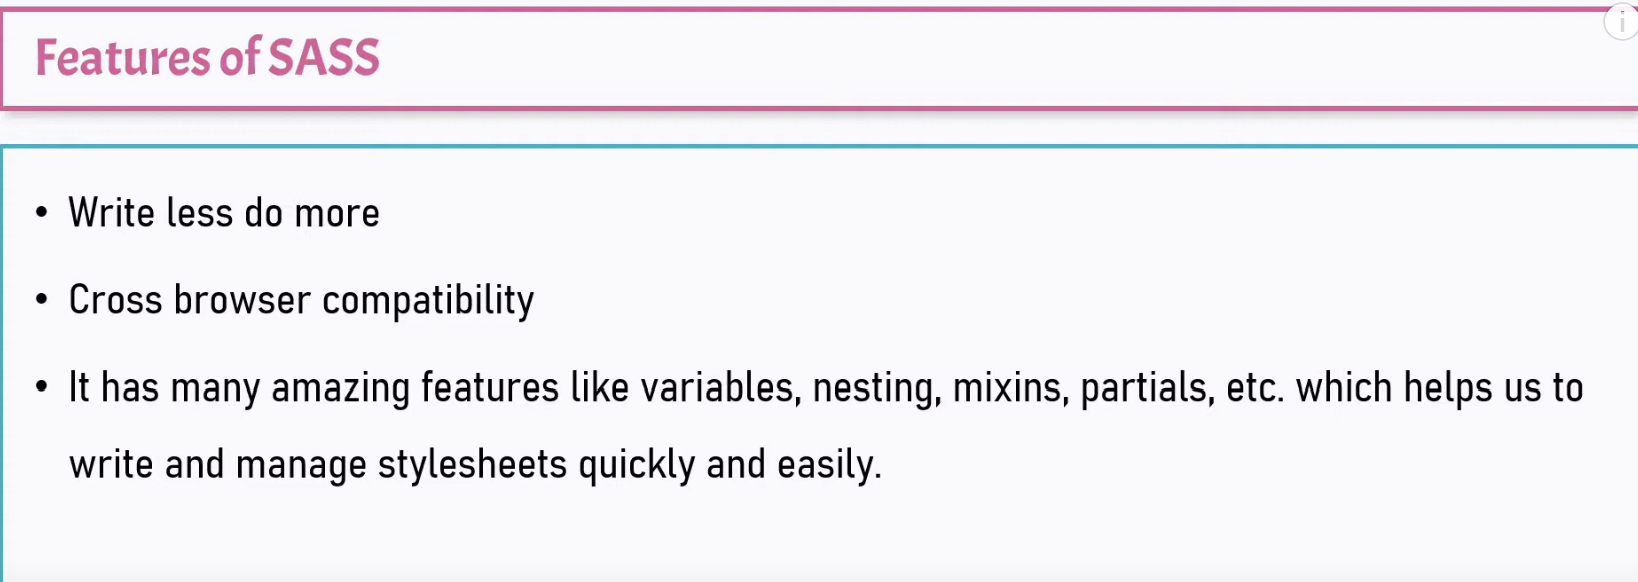 Features of SASS
• Write less do more
• Cross browser compatibility
• It has many amazing features like variables, nesting, mixins, partials, etc. which helps us to
write and manage stylesheets quickly and easily.